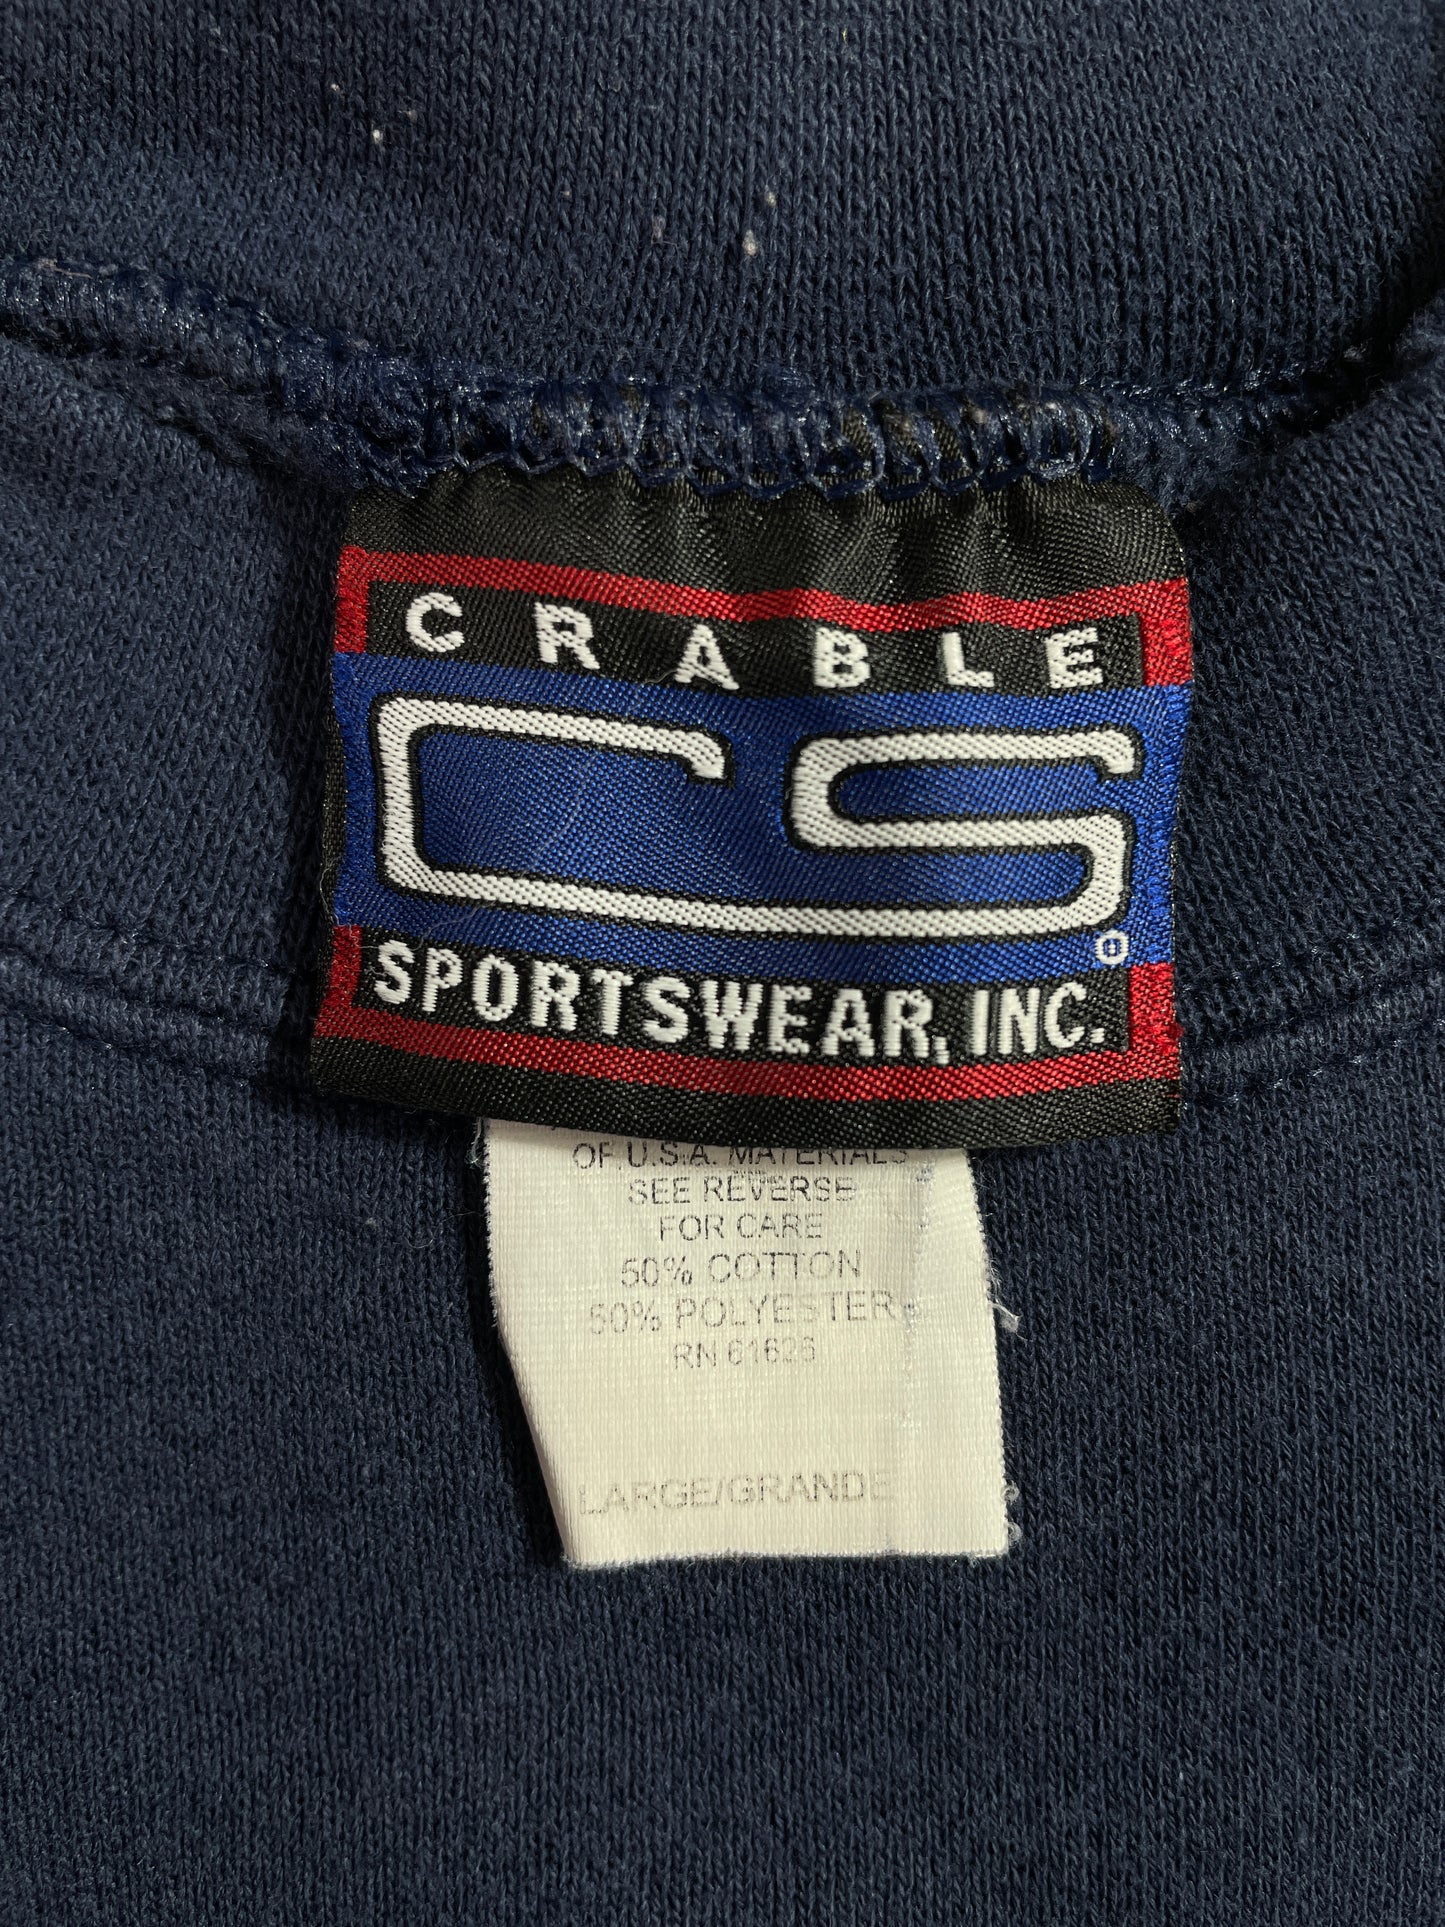 CRABLE
CS
SPORTSWEAR, INC.
OF U.S.A. MATERIALS
SEE REVERSE
FOR CARE
50% COTTON
50% POLYESTER
RN 61626
LARGE/GRANDE